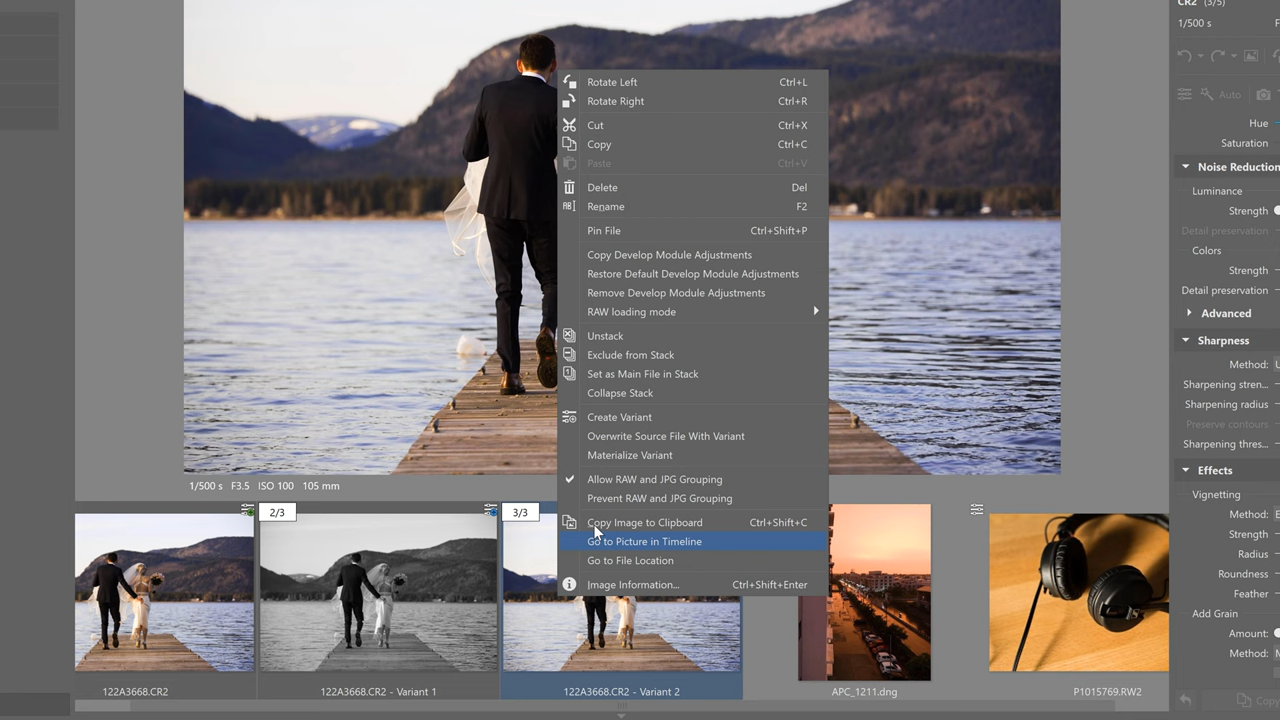 CR2 (3/5)
1/500 s
Rotate Left Ctrl+L
Rotate Right Ctrl+R
Auto
Cut Ctrl+X
Hue
Copy Ctrl+C
Saturation
Paste Ctrl+V
Noise Reduction
Delete Del
Luminance
Rename F2
Strength
Pin File Ctrl+Shift+P
Detail preservation
Colors
Copy Develop Module Adjustments
Strength
Restore Default Develop Module Adjustments
Remove Develop Module Adjustments
Detail preservation
RAW loading mode
Advanced
Unstack
Sharpness
Exclude from Stack
Method:
Set as Main File in Stack
Sharpening stren...
Collapse Stack
Sharpening radius
Create Variant
Preserve contours
Overwrite Source File With Variant
Sharpening thres...
Materialize Variant
Effects
Allow RAW and JPG Grouping
1/500 s F3.5 ISO 100 105 mm
Vignetting
Prevent RAW and JPG Grouping
2/3
3/3
Method:
Copy Image to Clipboard Ctrl+Shift+C
Strength
Go to Picture in Timeline
Radius
Go to File Location
Roundness
Image Information... Ctrl+Shift+Enter
Feather
Add Grain
Amount:
Method:
122A3668.CR2
122A3668.CR2 - Variant 1
122A3668.CR2 - Variant 2
APC_1211.dng
P1015769.RW2
Copy